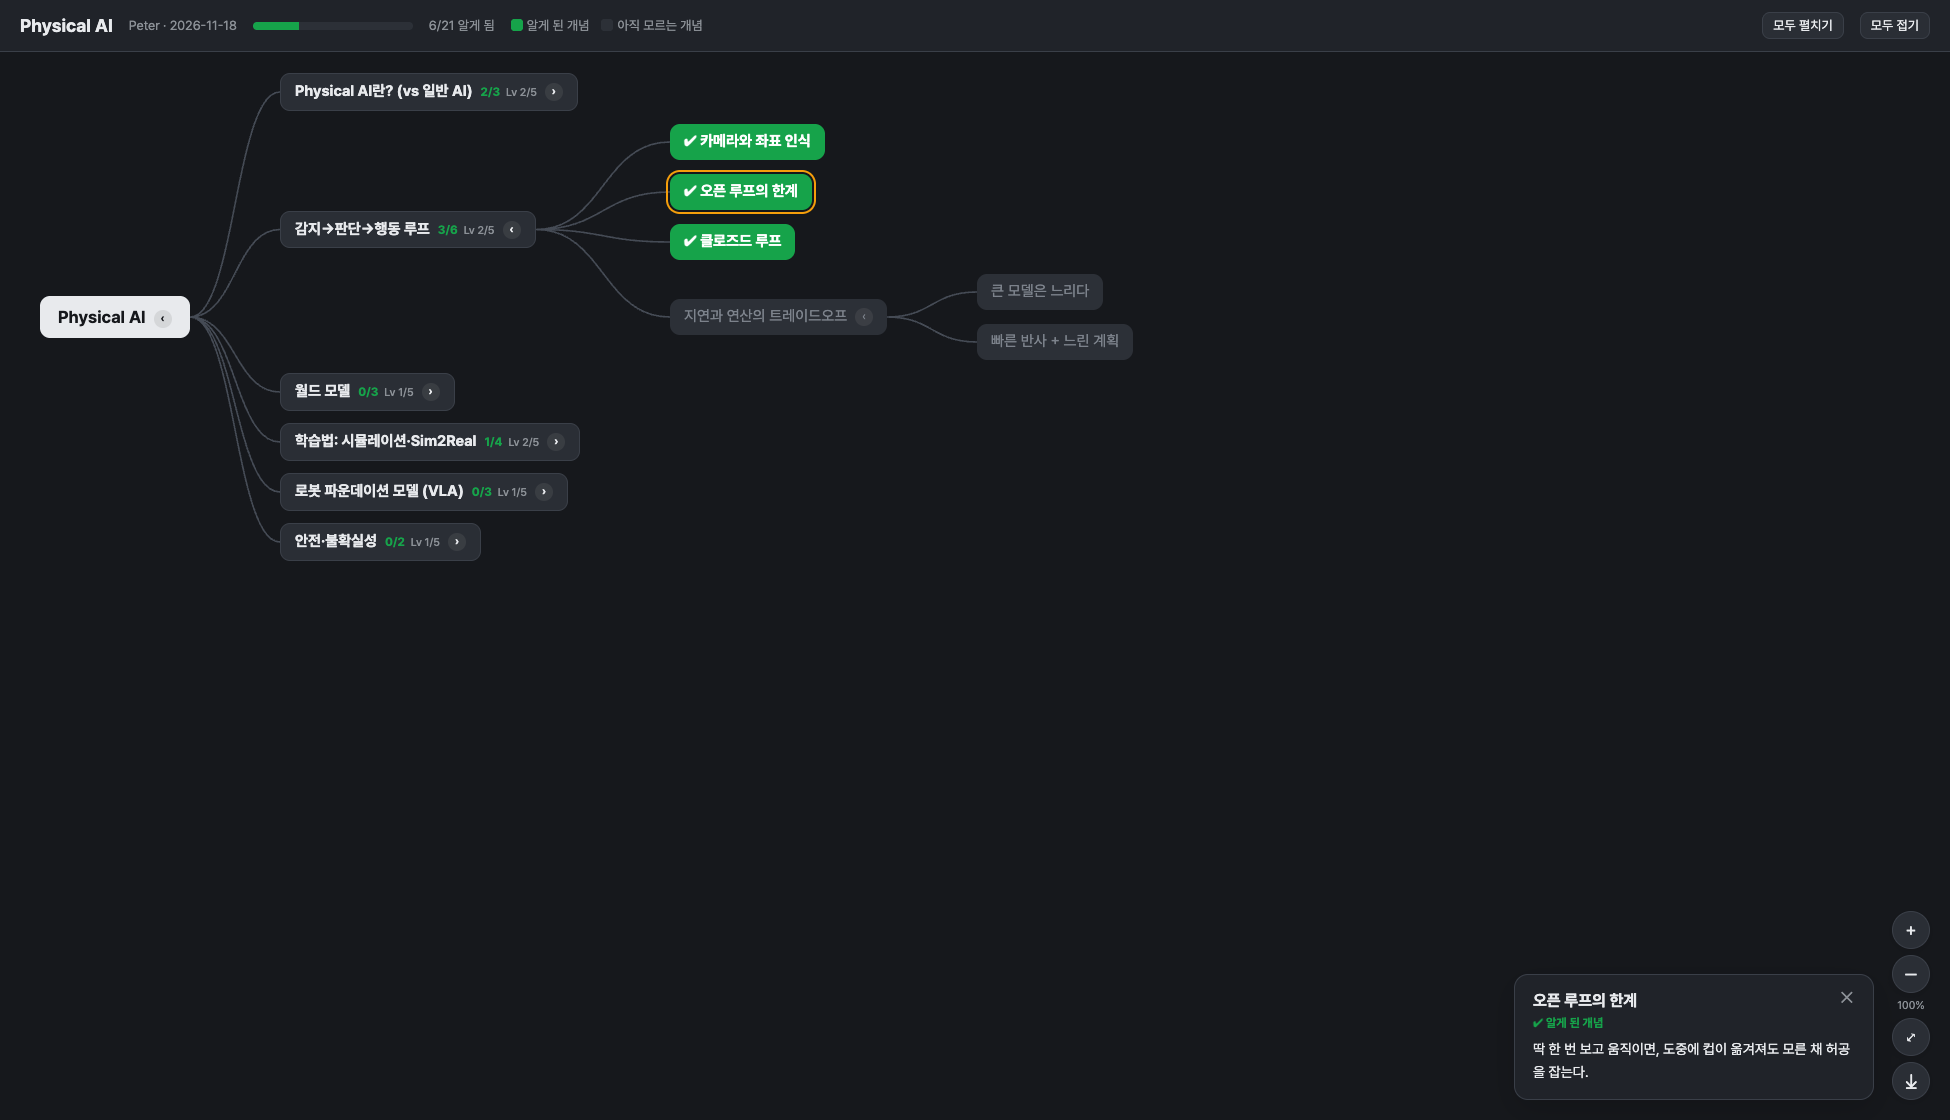 Physical AI
Peter · 2026-11-18
6/21 알게 됨
알게 된 개념
아직 모르는 개념
모두 펼치기
모두 접기
Physical AI란? (vs 일반 AI) 2/3 Lv 2/5 ›
✔ 카메라와 좌표 인식
✔ 오픈 루프의 한계
감지→판단→행동 루프 3/6 Lv 2/5 ‹
✔ 클로즈드 루프
큰 모델은 느리다
Physical AI ‹
지연과 연산의 트레이드오프 ‹
빠른 반사 + 느린 계획
월드 모델 0/3 Lv 1/5 ›
학습법: 시뮬레이션·Sim2Real 1/4 Lv 2/5 ›
로봇 파운데이션 모델 (VLA) 0/3 Lv 1/5 ›
안전·불확실성 0/2 Lv 1/5 ›
+
−
100%
오픈 루프의 한계
✔ 알게 된 개념
딱 한 번 보고 움직이면, 도중에 컵이 옮겨져도 모른 채 허공
을 잡는다.